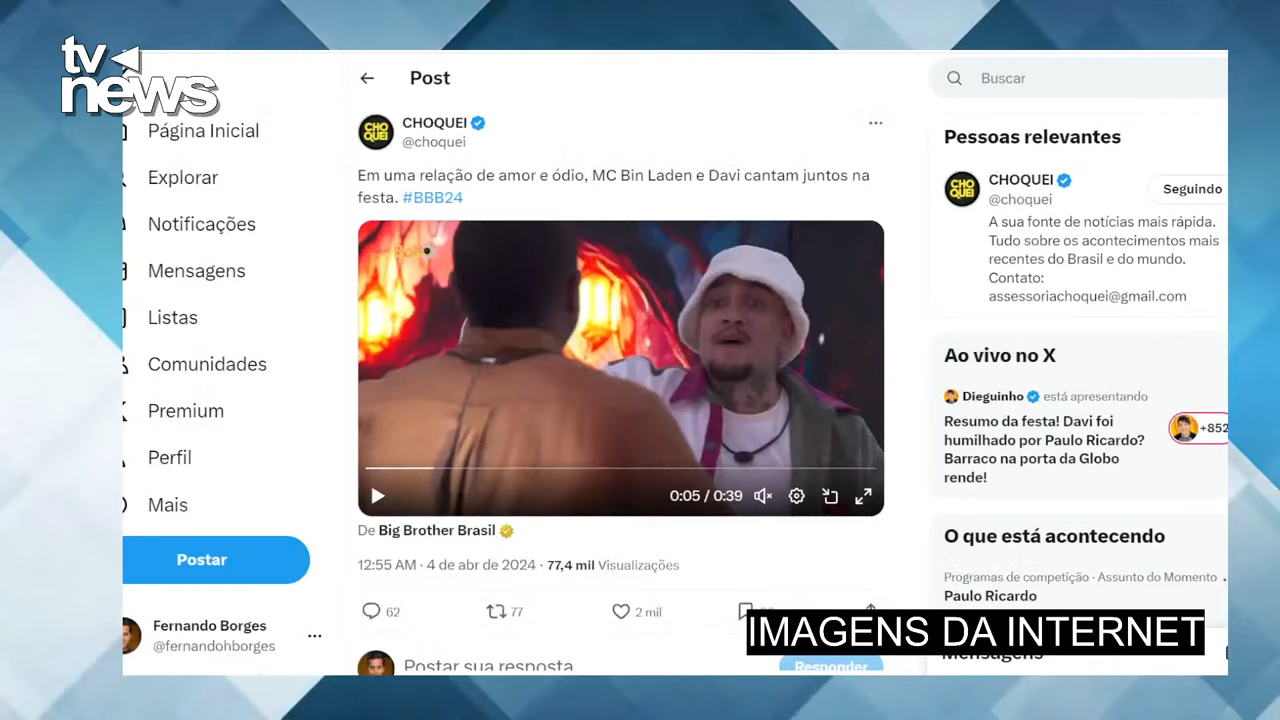 tv
news
Página Inicial
Explorar
Notificações
Mensagens
Listas
Comunidades
Premium
Perfil
Mais
Postar
Fernando Borges
@fernandohborges
Post
CHO
QUEI
CHOQUEI
@choquei
Em uma relação de amor e ódio, MC Bin Laden e Davi cantam juntos na
festa. #BBB24
0:05 / 0:39
De Big Brother Brasil
12:55 AM · 4 de abr de 2024 · 77,4 mil Visualizações
62
77
2 mil
Postar sua resposta
Responder
Buscar
Pessoas relevantes
CHO
QUEI
CHOQUEI
@choquei
Seguindo
A sua fonte de notícias mais rápida.
Tudo sobre os acontecimentos mais
recentes do Brasil e do mundo.
Contato:
assessoriachoquei@gmail.com
Ao vivo no X
Dieguinho está apresentando
Resumo da festa! Davi foi
humilhado por Paulo Ricardo?
Barraco na porta da Globo
rende!
+852
O que está acontecendo
Programas de competição · Assunto do Momento
Paulo Ricardo
IMAGENS DA INTERNET
Mensagens